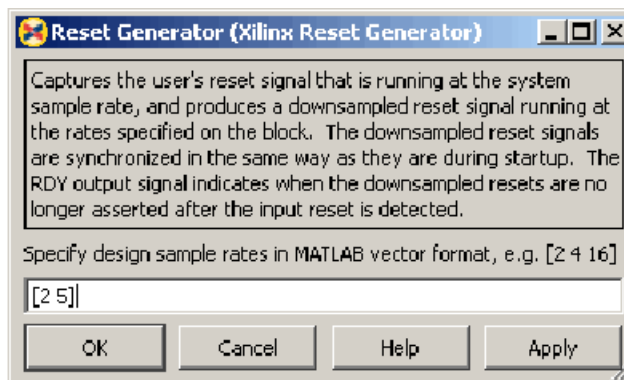 Reset Generator (Xilinx Reset Generator)
Captures the user's reset signal that is running at the system
sample rate, and produces a downsampled reset signal running at
the rates specified on the block. The downsampled reset signals
are synchronized in the same way as they are during startup. The
RDY output signal indicates when the downsampled resets are no
longer asserted after the input reset is detected.
Specify design sample rates in MATLAB vector format, e.g. [2 4 16]
[2 5]
OK Cancel Help Apply